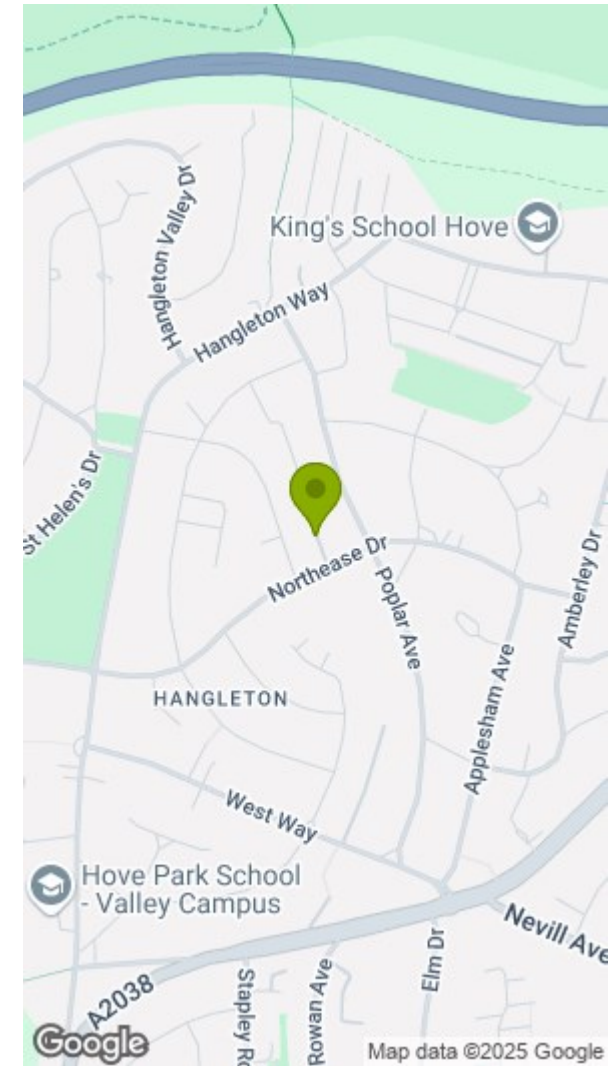 King's School Hove
Hangleton Valley Dr
Hangleton Way
St Helen's Dr
Northease Dr
Poplar Ave
Amberley Dr
Applesham Ave
HANGLETON
West Way
Hove Park School
- Valley Campus
Nevill Ave
Elm Dr
A2038
Stapley Rd
Rowan Ave
Google
Map data ©2025 Google